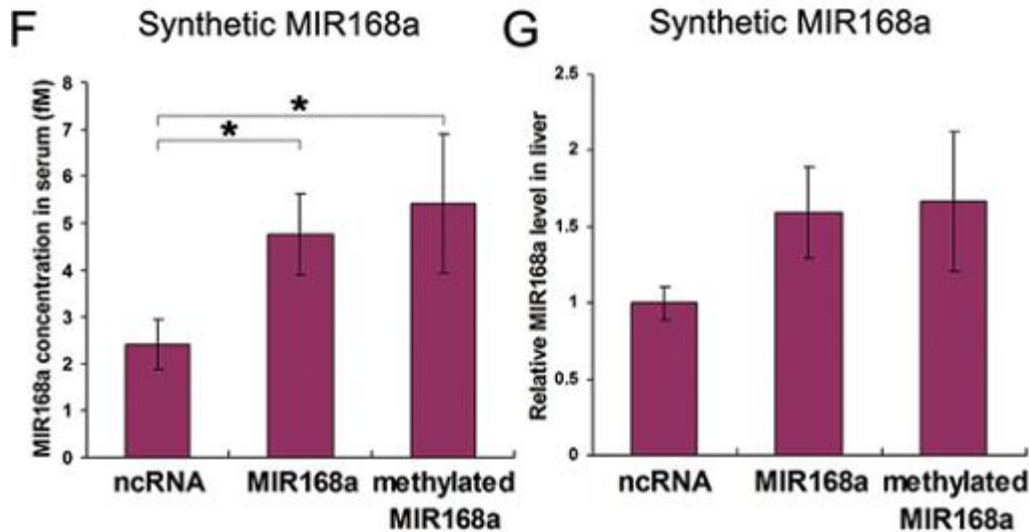 F
Synthetic MIR168a
MIR168a concentration in serum (fM)
8
7
6
5
4
3
2
1
0
*
*
ncRNA
MIR168a
methylated
MIR168a
G
Synthetic MIR168a
Relative MIR168a level in liver
2.5
2
1.5
1
0.5
0
ncRNA
MIR168a
methylated
MIR168a